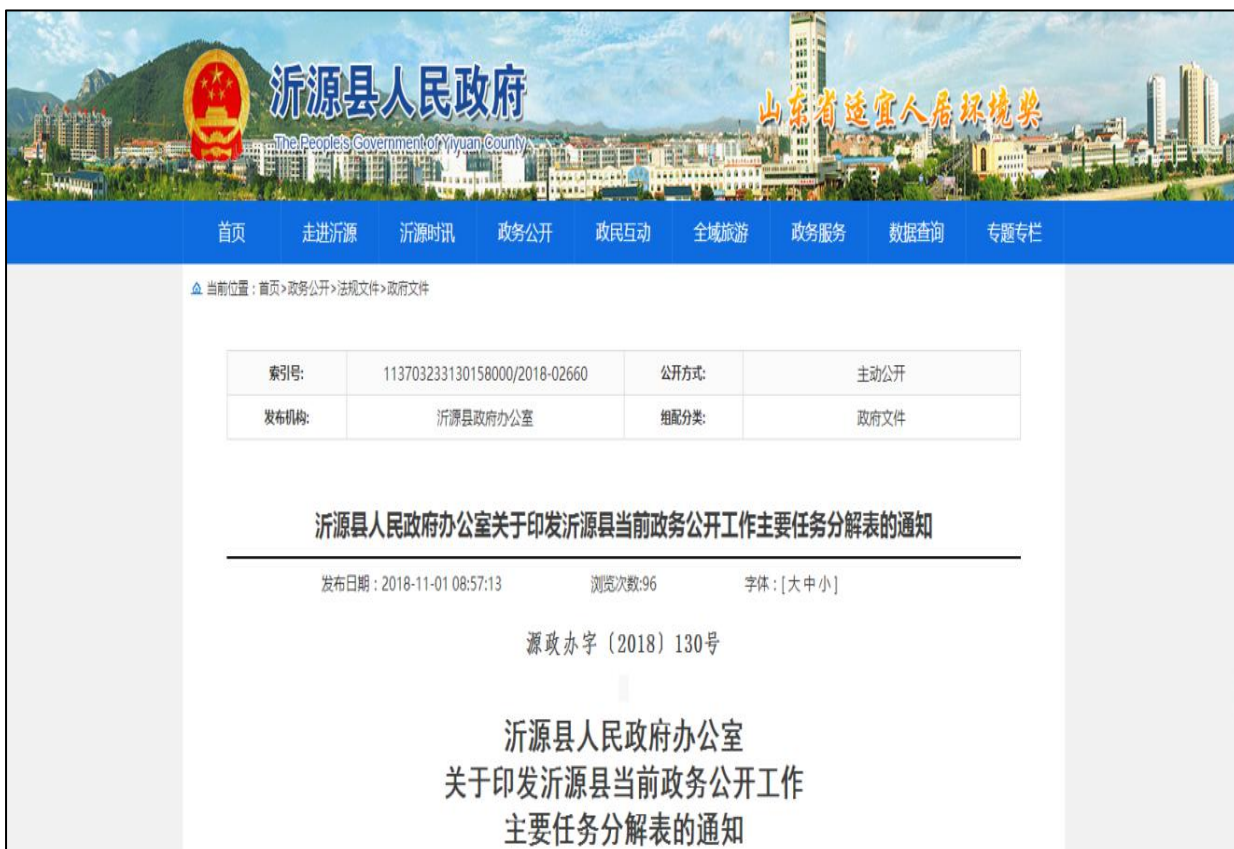 沂源县人民政府
The People's Government of Yiyuan County
山东省适宜人居环境奖
首页 走进沂源 沂源时讯 政务公开 政民互动 全域旅游 政务服务 数据查询 专题专栏
当前位置：首页>政务公开>法规文件>政府文件
索引号: 113703233130158000/2018-02660 公开方式: 主动公开
发布机构: 沂源县政府办公室 组配分类: 政府文件
沂源县人民政府办公室关于印发沂源县当前政务公开工作主要任务分解表的通知
发布日期：2018-11-01 08:57:13 浏览次数:96 字体：[ 大 中 小 ]
源政办字〔2018〕130号
沂源县人民政府办公室
关于印发沂源县当前政务公开工作
主要任务分解表的通知